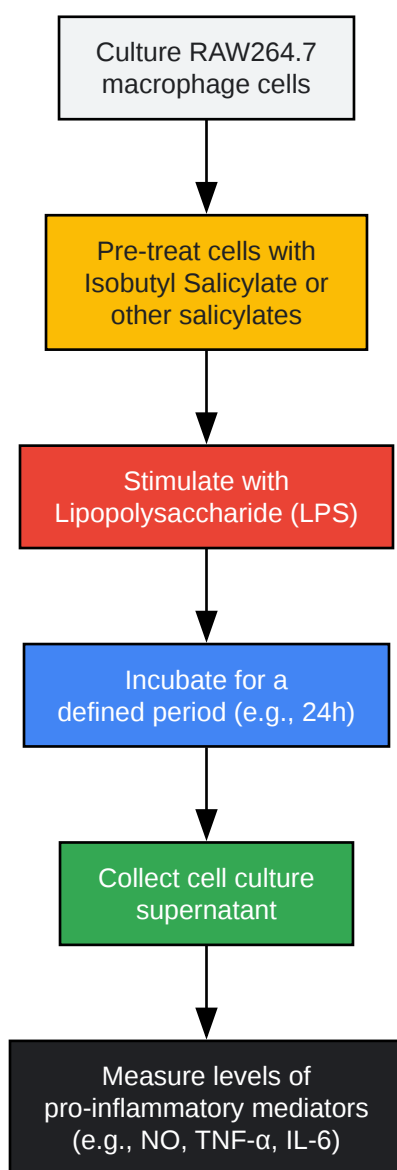 Culture RAW264.7
macrophage cells
Pre-treat cells with
Isobutyl Salicylate or
other salicylates
Stimulate with
Lipopolysaccharide (LPS)
Incubate for a
defined period (e.g., 24h)
Collect cell culture
supernatant
Measure levels of
pro-inflammatory mediators
(e.g., NO, TNF-α, IL-6)